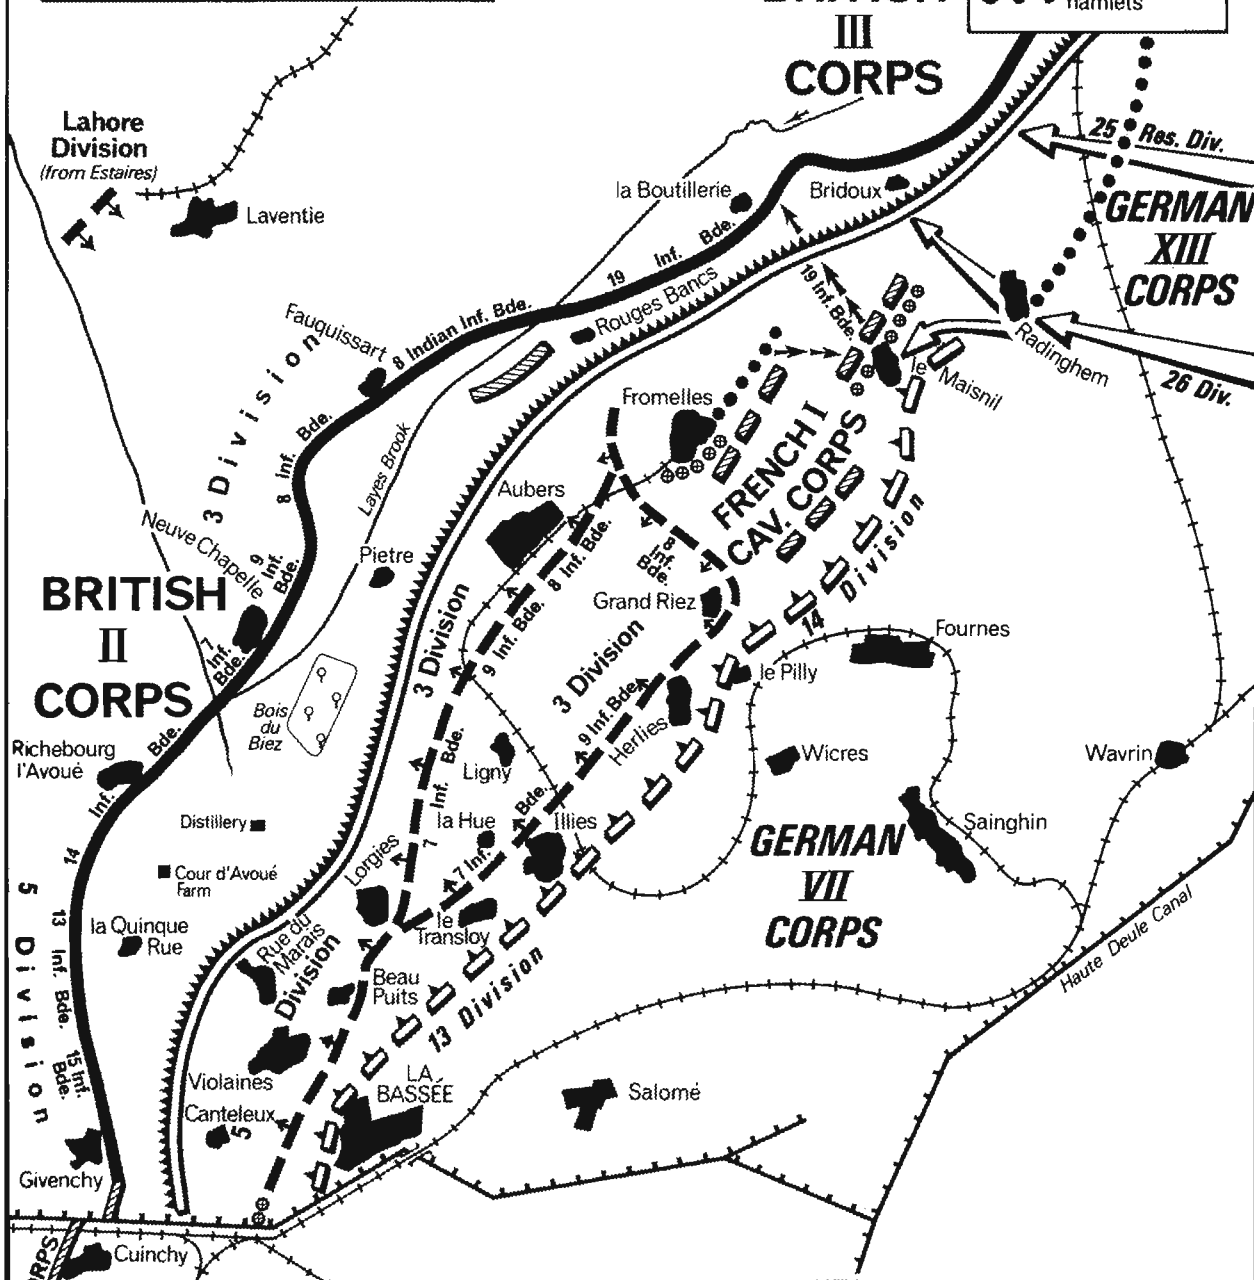 hamlets
III
CORPS
Lahore
Division
(from Estaires)
Laventie
la Boutillerie
Bridoux
25 Res. Div.
GERMAN
XIII
CORPS
19 Inf. Bde.
Rouges Bancs
19 Inf. Bde.
Radinghem
26 Div.
le
Maisnil
Fauquissart
8 Indian Inf. Bde.
3 Division
Fromelles
FRENCH I
CAV. CORPS
8 Inf. Bde.
Layes Brook
Aubers
14 Division
Neuve Chapelle
9
Inf.
Bde.
Pietre
8 Inf. Bde.
8
Inf.
Bde.
BRITISH
II
CORPS
7
Inf.
Bde.
3 Division
9 Inf. Bde.
Grand Riez
3 Division
Fournes
le Pilly
Bois
du
Biez
9 Inf. Bde.
Herlies
Richebourg
l'Avoué
14 Inf. Bde.
7 Inf. Bde.
Ligny
Wicres
Wavrin
Distillery
la Hue
7 Inf. Bde.
Illies
GERMAN
VII
CORPS
Sainghin
Cour d'Avoué
Farm
Lorgies
5 Division
13 Inf. Bde.
la Quinque
Rue
Rue du
Marais
le
Transloy
Haute Deule Canal
5 Division
Beau
Puits
13 Division
15 Inf.
Bde.
Violaines
LA
BASSÉE
Salomé
Canteleux
Givenchy
Cuinchy